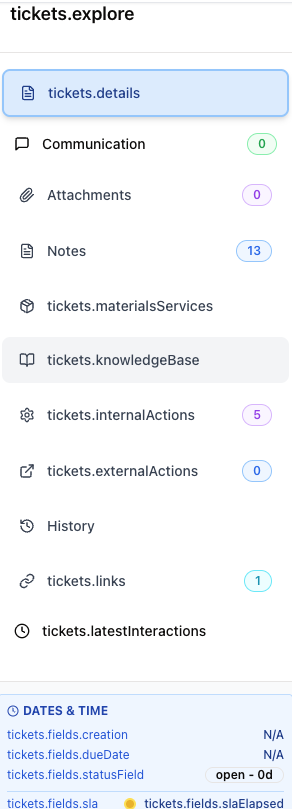 tickets.explore
tickets.details
Communication 0
Attachments 0
Notes 13
tickets.materialsServices
tickets.knowledgeBase
tickets.internalActions 5
tickets.externalActions 0
History
tickets.links 1
tickets.latestInteractions
DATES & TIME
tickets.fields.creation N/A
tickets.fields.dueDate N/A
tickets.fields.statusField open - 0d
tickets.fields.sla tickets.fields.slaElapsed